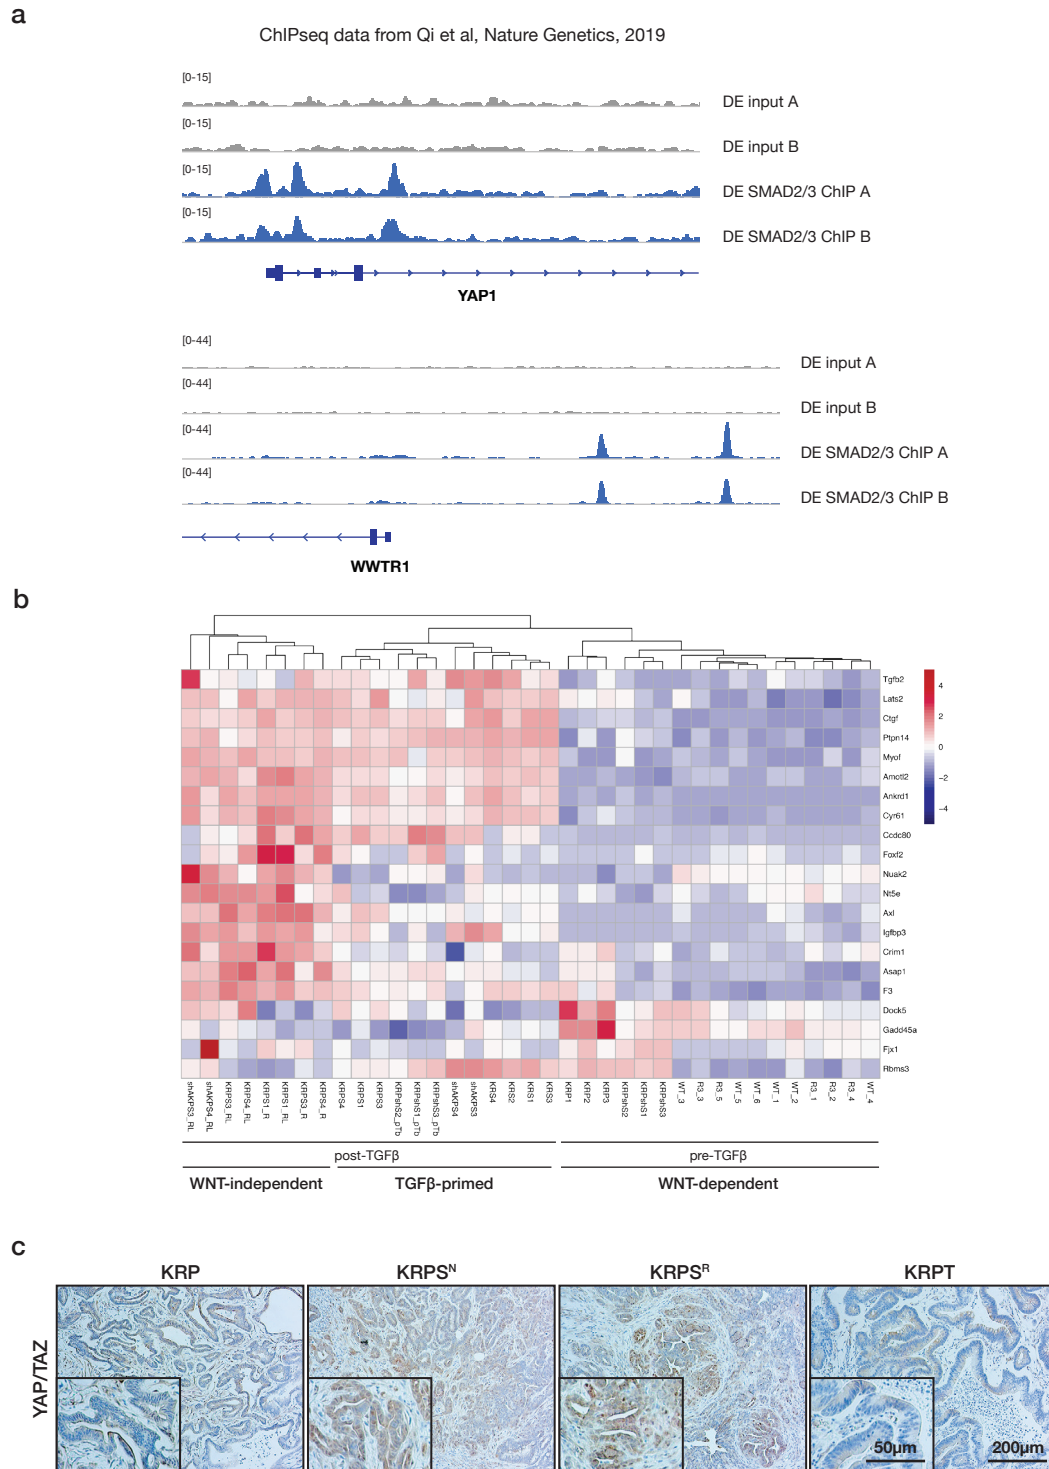 a
ChIPseq data from Qi et al, Nature Genetics, 2019
[0-15]
DE input A
[0-15]
DE input B
[0-15]
DE SMAD2/3 ChIP A
[0-15]
DE SMAD2/3 ChIP B
YAP1
[0-44]
DE input A
[0-44]
DE input B
[0-44]
DE SMAD2/3 ChIP A
[0-44]
DE SMAD2/3 ChIP B
WWTR1
b
Tgfb2
Lats2
Ctgf
Ptpn14
Myof
Amotl2
Ankrd1
Cyr61
Ccdc80
Foxf2
Nuak2
Nt5e
Axl
Igfbp3
Crim1
Asap1
F3
Dock5
Gadd45a
Fjx1
Rbms3
4
2
0
−2
−4
shAKPS3_RL
shAKPS4_RL
KRPS3_RL
KRPS4_RL
KRPS1_R
KRPS1_RL
KRPS3_R
KRPS4_R
KRPS4
KRPS1
KRPS3
KRPshS2_pTb
KRPshS1_pTb
KRPshS3_pTb
shAKPS4
shAKPS3
KRS4
KRS2
KRS1
KRS3
KRP1
KRP2
KRP3
KRPshS2
KRPshS1
KRPshS3
WT_3
R3_3
R3_5
WT_5
WT_6
WT_1
WT_2
R3_1
R3_2
R3_4
WT_4
post-TGFβ
pre-TGFβ
WNT-independent
TGFβ-primed
WNT-dependent
c
KRP
KRPSᴺ
KRPSᴿ
KRPT
YAP/TAZ
50µm
200µm